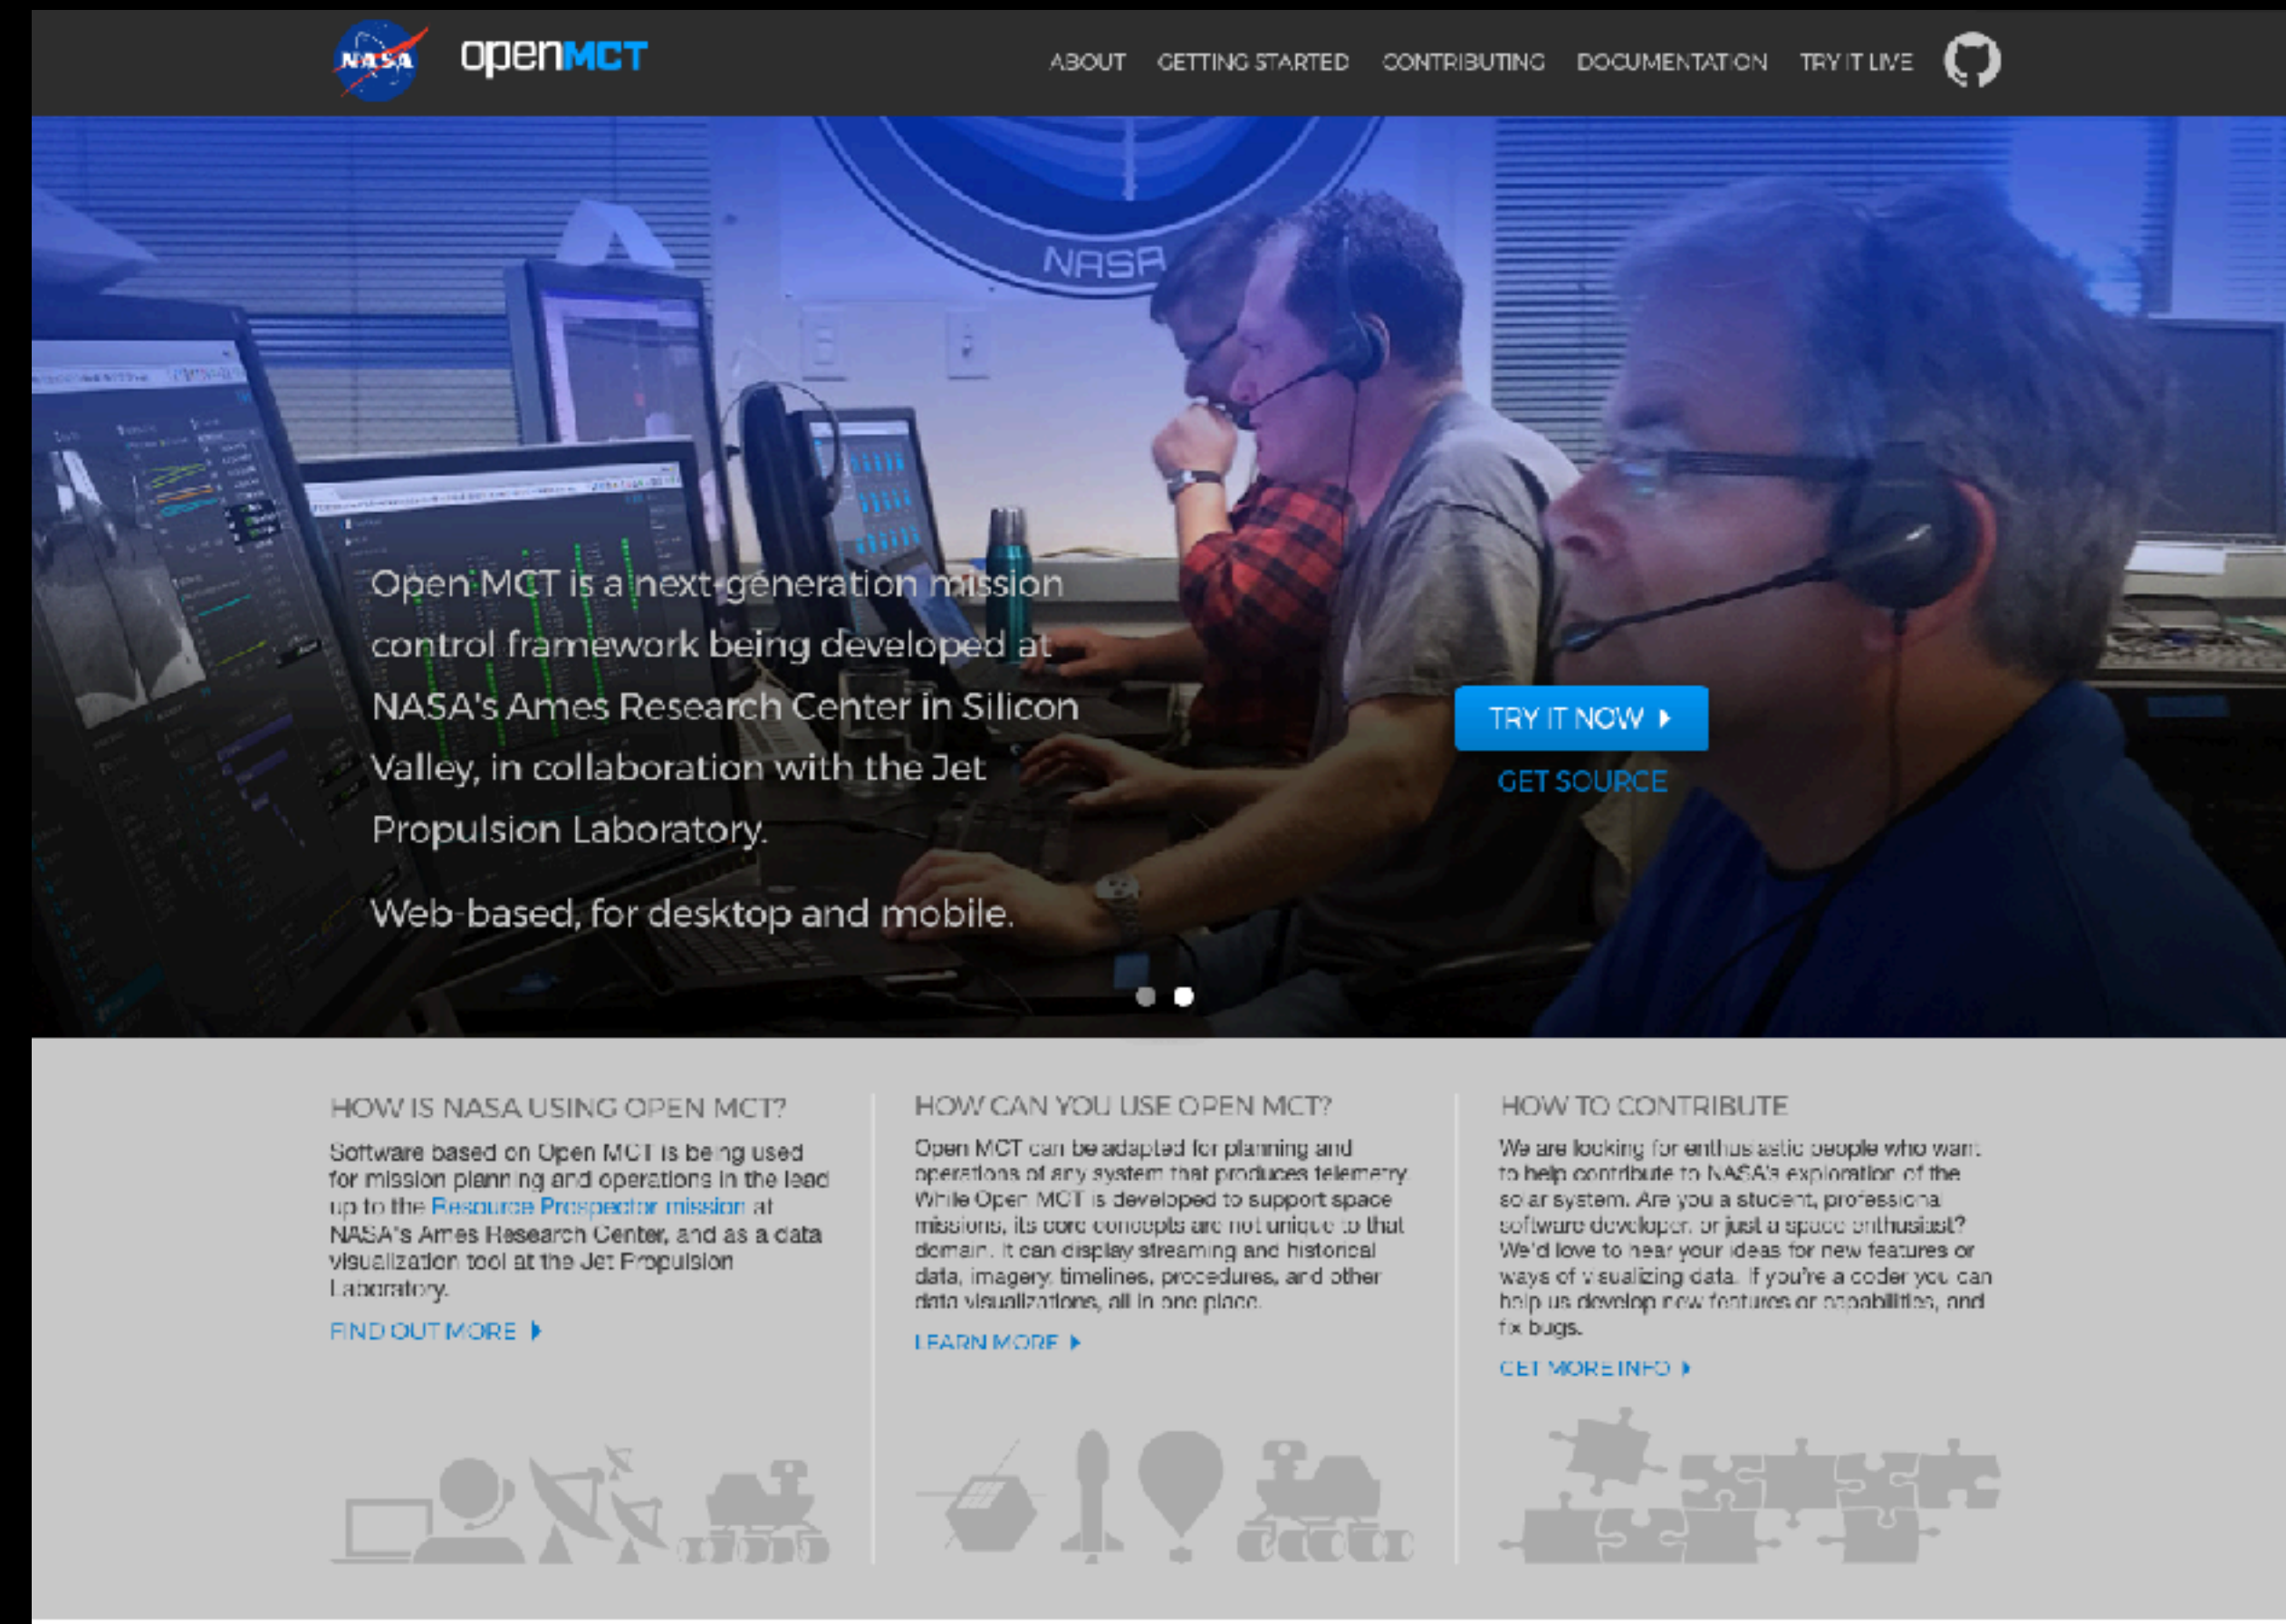 NASA
openMCT
ABOUT
GETTING STARTED
CONTRIBUTING
DOCUMENTATION
TRY IT LIVE
NASA
Open MCT is a next-generation mission
control framework being developed at
NASA's Ames Research Center in Silicon
Valley, in collaboration with the Jet
Propulsion Laboratory.
Web-based, for desktop and mobile.
TRY IT NOW
GET SOURCE
HOW IS NASA USING OPEN MCT?
Software based on Open MCT is being used
for mission planning and operations in the lead
up to the Resource Prospector mission at
NASA's Ames Research Center, and as a data
visualization tool at the Jet Propulsion
Laboratory.
FIND OUT MORE
HOW CAN YOU USE OPEN MCT?
Open MCT can be adapted for planning and
operations of any system that produces telemetry.
While Open MCT is developed to support space
missions, its core concepts are not unique to that
domain. It can display streaming and historical
data, imagery, timelines, procedures, and other
data visualizations, all in one place.
LEARN MORE
HOW TO CONTRIBUTE
We are looking for enthusiastic people who want
to help contribute to NASA's exploration of the
solar system. Are you a student, professional
software developer, or just a space enthusiast?
We'd love to hear your ideas for new features or
ways of visualizing data. If you're a coder you can
help us develop new features or capabilities, and
fix bugs.
GET MORE INFO